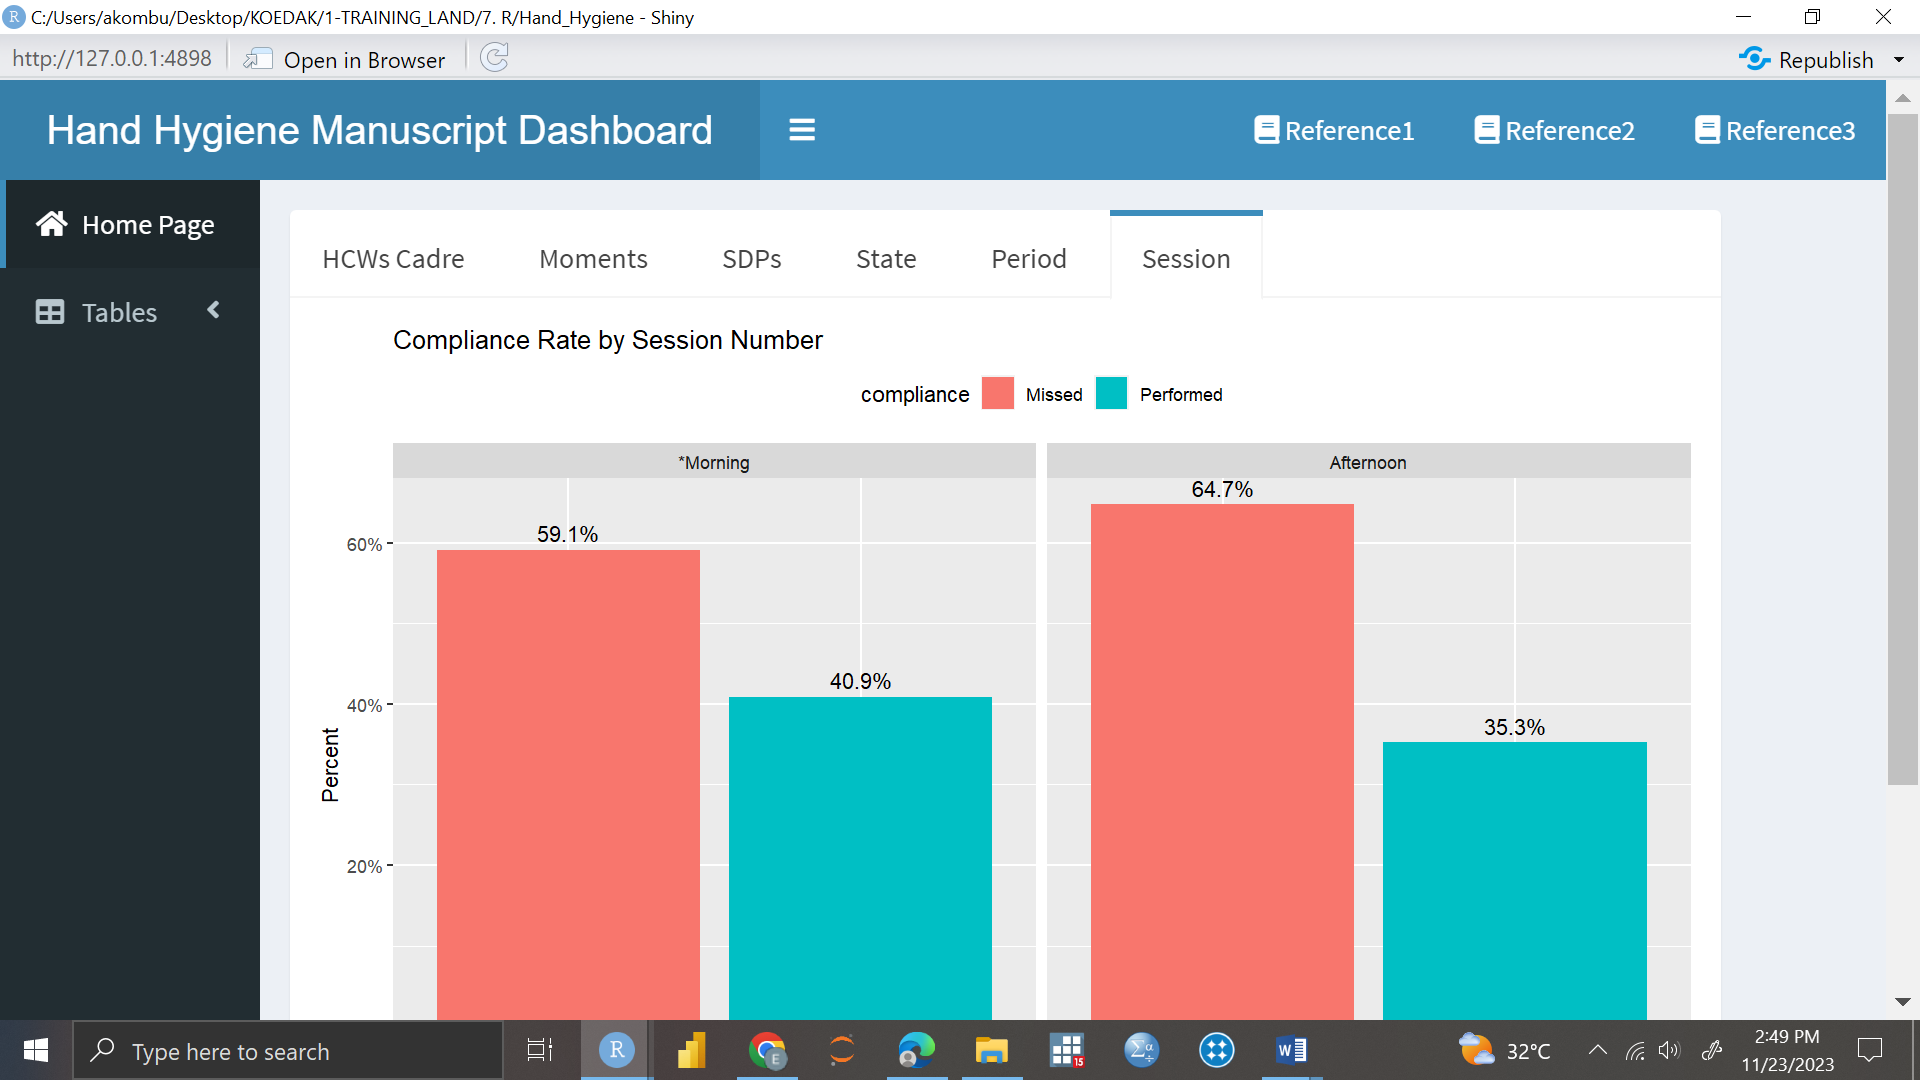 C:/Users/akombu/Desktop/KOEDAK/1-TRAINING_LAND/7. R/Hand_Hygiene - Shiny
http://127.0.0.1:4898 Open in Browser Republish
Hand Hygiene Manuscript Dashboard Reference1 Reference2 Reference3
Home Page
Tables
HCWs Cadre Moments SDPs State Period Session
Compliance Rate by Session Number
compliance Missed Performed
*Morning Afternoon
64.7%
59.1%
60%
40.9%
40%
35.3%
Percent
20%
Type here to search
R
E
15
Σα÷
W
32°C
2:49 PM
11/23/2023